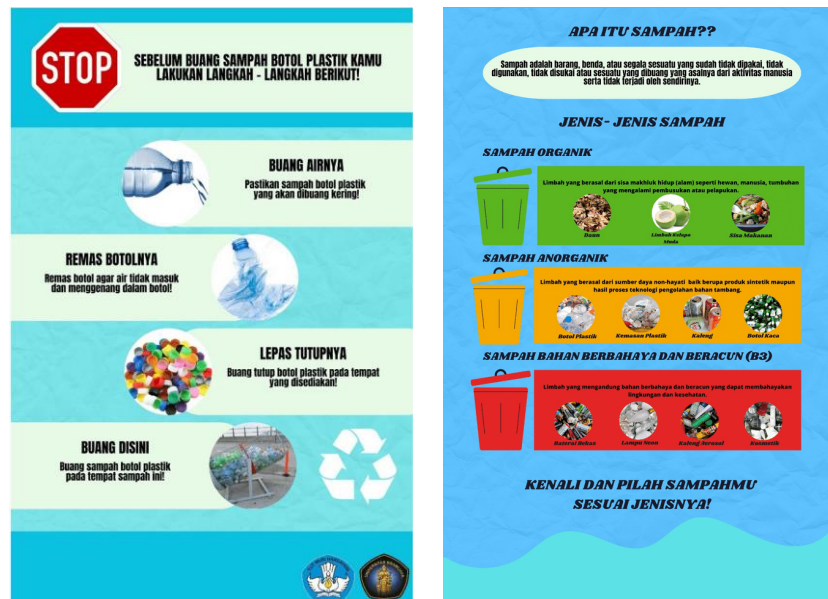 STOP
SEBELUM BUANG SAMPAH BOTOL PLASTIK KAMU
LAKUKAN LANGKAH - LANGKAH BERIKUT!
BUANG AIRNYA
Pastikan sampah botol plastik
yang akan dibuang kering!
REMAS BOTOLNYA
Remas botol agar air tidak masuk
dan menggenang dalam botol!
LEPAS TUTUPNYA
Buang tutup botol plastik pada tempat
yang disediakan!
BUANG DISINI
Buang sampah botol plastik
pada tempat sampah ini!
APA ITU SAMPAH??
Sampah adalah barang, benda, atau segala sesuatu yang sudah tidak dipakai, tidak
digunakan, tidak disukai atau sesuatu yang dibuang yang asalnya dari aktivitas manusia
serta tidak terjadi oleh sendirinya.
JENIS- JENIS SAMPAH
SAMPAH ORGANIK
Limbah yang berasal dari sisa makhluk hidup (alam) seperti hewan, manusia, tumbuhan
yang mengalami pembusukan atau pelapukan.
Daun
Limbah Kelapa
Muda
Sisa Makanan
SAMPAH ANORGANIK
Limbah yang berasal dari sumber daya non-hayati baik berupa produk sintetik maupun
hasil proses teknologi pengolahan bahan tambang.
Botol Plastik
Kemasan Plastik
Kaleng
Botol Kaca
SAMPAH BAHAN BERBAHAYA DAN BERACUN (B3)
Limbah yang mengandung bahan berbahaya dan beracun yang dapat membahayakan
lingkungan dan kesehatan.
Baterai Bekas
Lampu Neon
Kaleng Aerosol
Kosmetik
KENALI DAN PILAH SAMPAHMU
SESUAI JENISNYA!